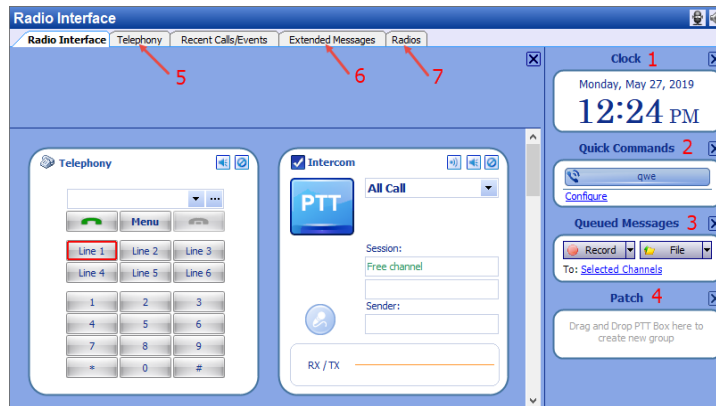 Radio Interface
Radio Interface Telephony Recent Calls/Events Extended Messages Radios
5 6 7
Clock 1
Monday, May 27, 2019
12:24 PM
Quick Commands 2
qwe
Configure
Queued Messages 3
Record File
To: Selected Channels
Patch 4
Drag and Drop PTT Box here to
create new group
Telephony
Menu
Line 1 Line 2 Line 3
Line 4 Line 5 Line 6
1 2 3
4 5 6
7 8 9
* 0 #
Intercom
PTT
All Call
Session:
Free channel
Sender:
RX / TX